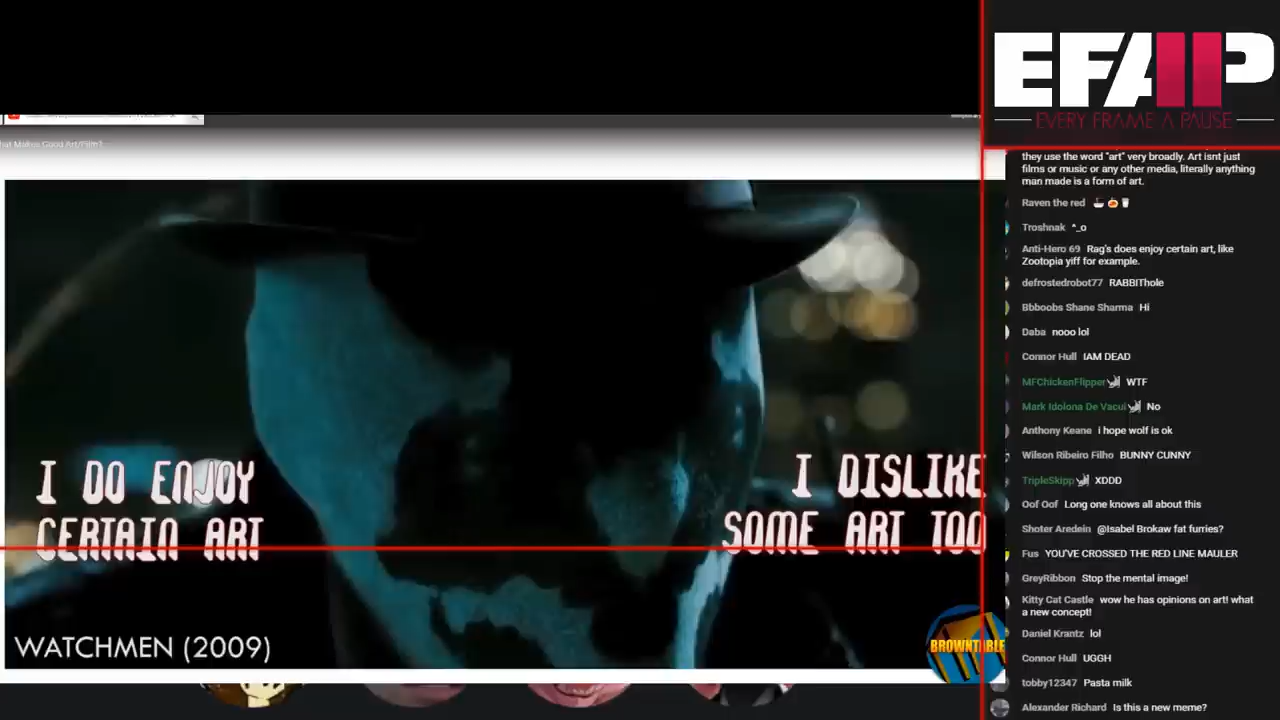 EFAP
EVERY FRAME A PAUSE
hat Makes Good Art/Film?
they use the word "art" very broadly. Art isnt just
films or music or any other media, literally anything
man made is a form of art.
Raven the red
Troshnak ^_o
Anti-Hero 69 Rag's does enjoy certain art, like
Zootopia yiff for example.
defrostedrobot77 RABBIThole
Bbboobs Shane Sharma Hi
Daba nooo lol
Connor Hull IAM DEAD
MFChickenFlipper WTF
Mark Idolona De Vacui No
Anthony Keane i hope wolf is ok
Wilson Ribeiro Filho BUNNY CUNNY
TripleSkipp XDDD
Oof Oof Long one knows all about this
Shoter Aredein @Isabel Brokaw fat furries?
Fus YOU'VE CROSSED THE RED LINE MAULER
GreyRibbon Stop the mental image!
Kitty Cat Castle wow he has opinions on art! what
a new concept!
Daniel Krantz lol
Connor Hull UGGH
tobby12347 Pasta milk
Alexander Richard Is this a new meme?
I DO ENJOY
CERTAIN ART
I DISLIKE
SOME ART TOO
WATCHMEN (2009)
BROWNTABLE